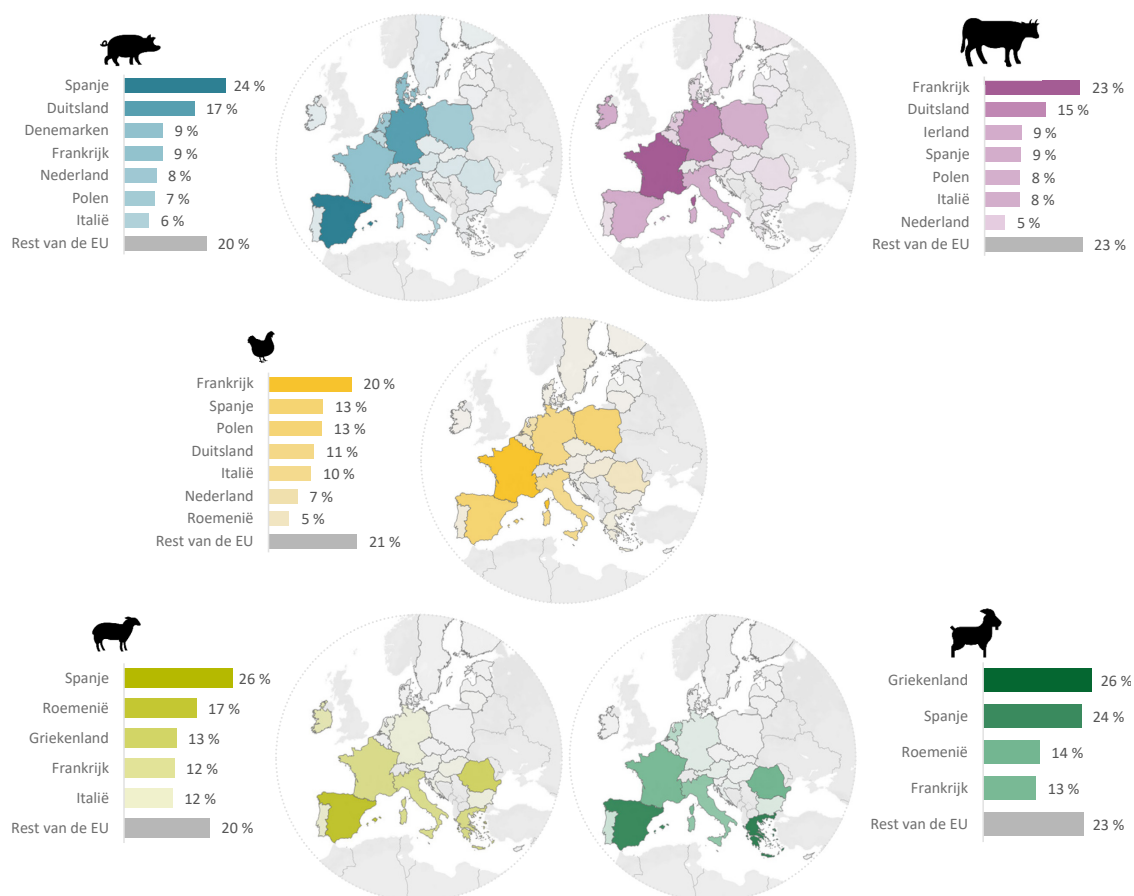 Spanje 24 %
Duitsland 17 %
Denemarken 9 %
Frankrijk 9 %
Nederland 8 %
Polen 7 %
Italië 6 %
Rest van de EU 20 %
Frankrijk 23 %
Duitsland 15 %
Ierland 9 %
Spanje 9 %
Polen 8 %
Italië 8 %
Nederland 5 %
Rest van de EU 23 %
Frankrijk 20 %
Spanje 13 %
Polen 13 %
Duitsland 11 %
Italië 10 %
Nederland 7 %
Roemenië 5 %
Rest van de EU 21 %
Spanje 26 %
Roemenië 17 %
Griekenland 13 %
Frankrijk 12 %
Italië 12 %
Rest van de EU 20 %
Griekenland 26 %
Spanje 24 %
Roemenië 14 %
Frankrijk 13 %
Rest van de EU 23 %